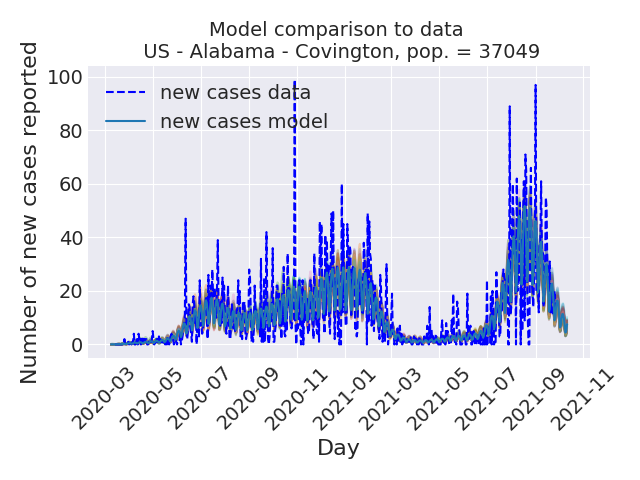 Model comparison to data
US - Alabama - Covington, pop. = 37049
Number of new cases reported
100
80
60
40
20
0
new cases data
new cases model
2020-03
2020-05
2020-07
2020-09
2020-11
2021-01
2021-03
2021-05
2021-07
2021-09
2021-11
Day